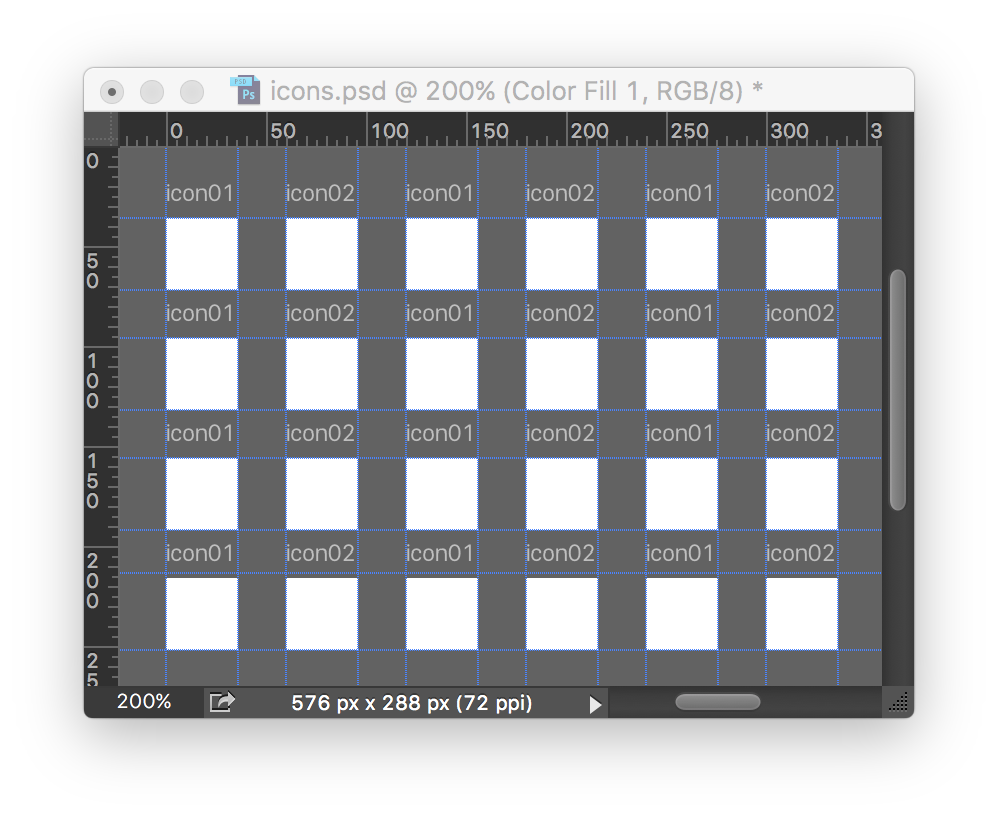 icons.psd @ 200% (Color Fill 1, RGB/8) *
0 50 100 150 200 250 300 3
0
icon01 icon02 icon01 icon02 icon01 icon02
50
icon01 icon02 icon01 icon02 icon01 icon02
100
icon01 icon02 icon01 icon02 icon01 icon02
150
icon01 icon02 icon01 icon02 icon01 icon02
200
25
200% 576 px x 288 px (72 ppi)